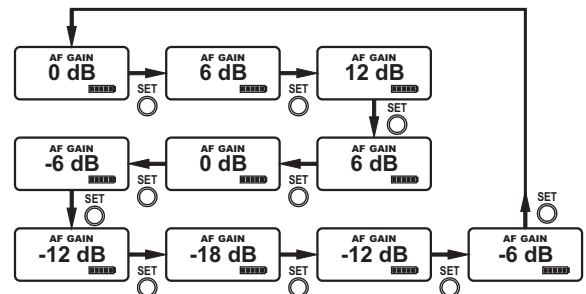 AF GAIN
0 dB
SET
AF GAIN
6 dB
SET
AF GAIN
12 dB
SET
AF GAIN
6 dB
SET
AF GAIN
0 dB
SET
AF GAIN
-6 dB
SET
AF GAIN
-12 dB
SET
AF GAIN
-18 dB
SET
AF GAIN
-12 dB
SET
AF GAIN
-6 dB
SET